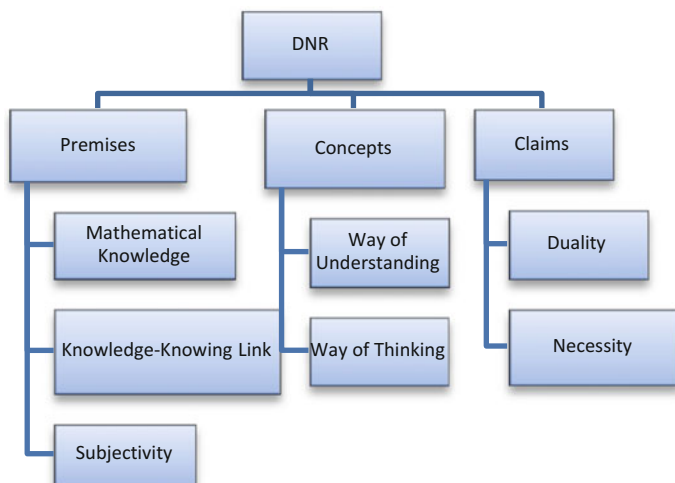 DNR
Premises
Concepts
Claims
Mathematical
Knowledge
Way of
Understanding
Duality
Knowledge-Knowing Link
Way of Thinking
Necessity
Subjectivity